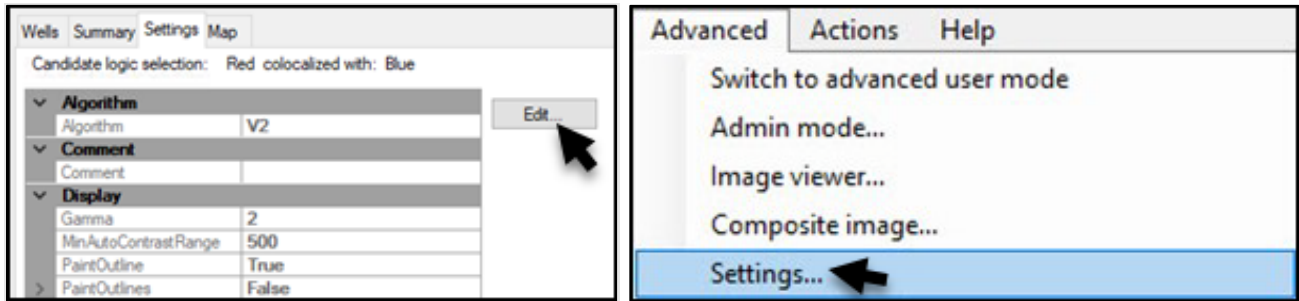 Wells Summary Settings Map
Candidate logic selection: Red colocalized with: Blue
Algorithm
Algorithm V2
Edit...
Comment
Comment
Display
Gamma 2
MinAutoContrastRange 500
PaintOutline True
PaintOutlines False
Advanced Actions Help
Switch to advanced user mode
Admin mode...
Image viewer...
Composite image...
Settings...